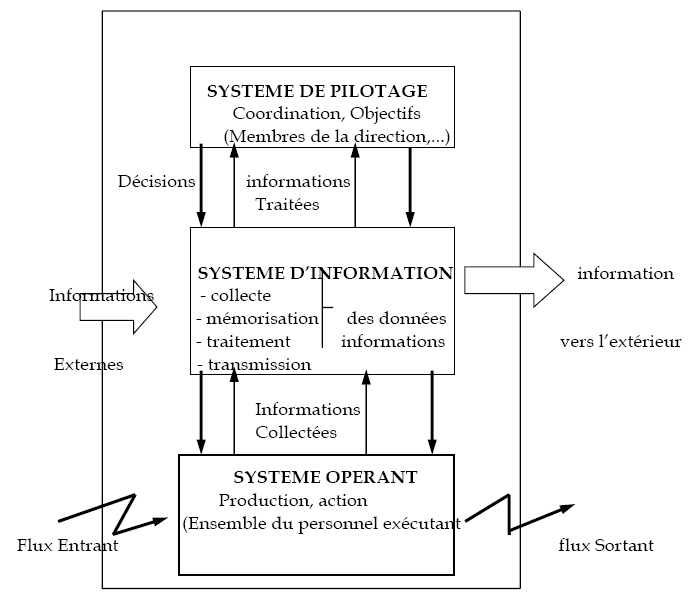 SYSTEME DE PILOTAGE
Coordination, Objectifs
(Membres de la direction,...)
Décisions
informations
Traitées
SYSTEME D'INFORMATION
- collecte
- mémorisation
des données
- traitement
informations
- transmission
Informations
Externes
information
vers l'extérieur
Informations
Collectées
SYSTEME OPERANT
Production, action
(Ensemble du personnel exécutant
Flux Entrant
flux Sortant